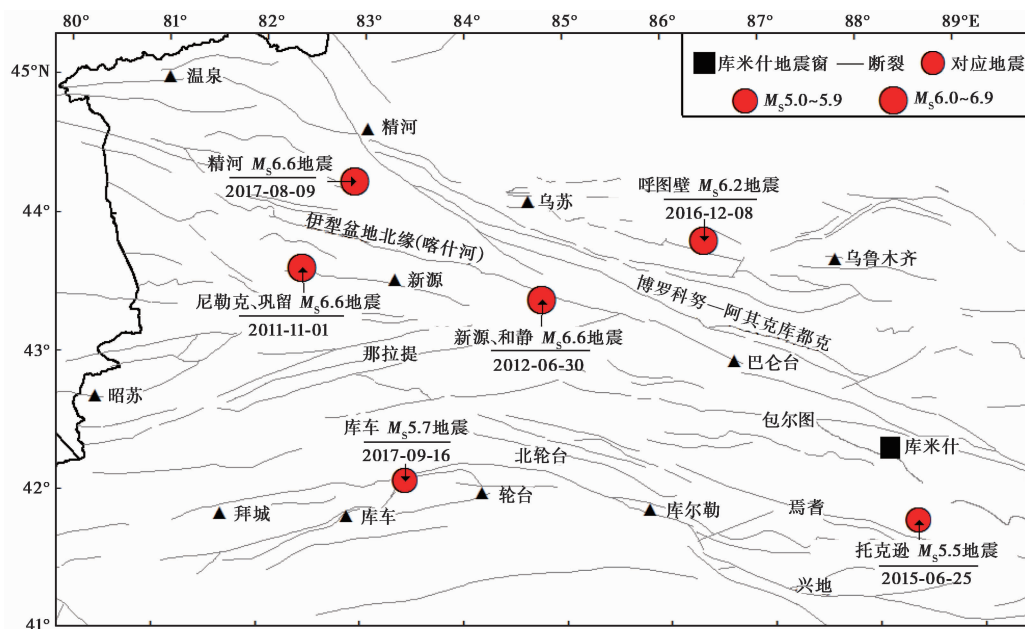 80° 81° 82° 83° 84° 85° 86° 87° 88° 89°E
45°N
44°
43°
42°
41°
库米什地震窗 断裂 对应地震
Ms5.0~5.9 Ms6.0~6.9
温泉
精河
精河 Ms6.6地震
2017-08-09
乌苏
呼图壁 Ms6.2地震
2016-12-08
伊犁盆地北缘(喀什河)
乌鲁木齐
新源
尼勒克、巩留 Ms6.6地震
2011-11-01
博罗科努—阿其克库都克
新源、和静 Ms6.6地震
2012-06-30
那拉提
巴仑台
昭苏
包尔图
库车 Ms5.7地震
2017-09-16
库米什
北轮台
轮台
拜城
库车
库尔勒
焉耆
托克逊 Ms5.5地震
2015-06-25
兴地